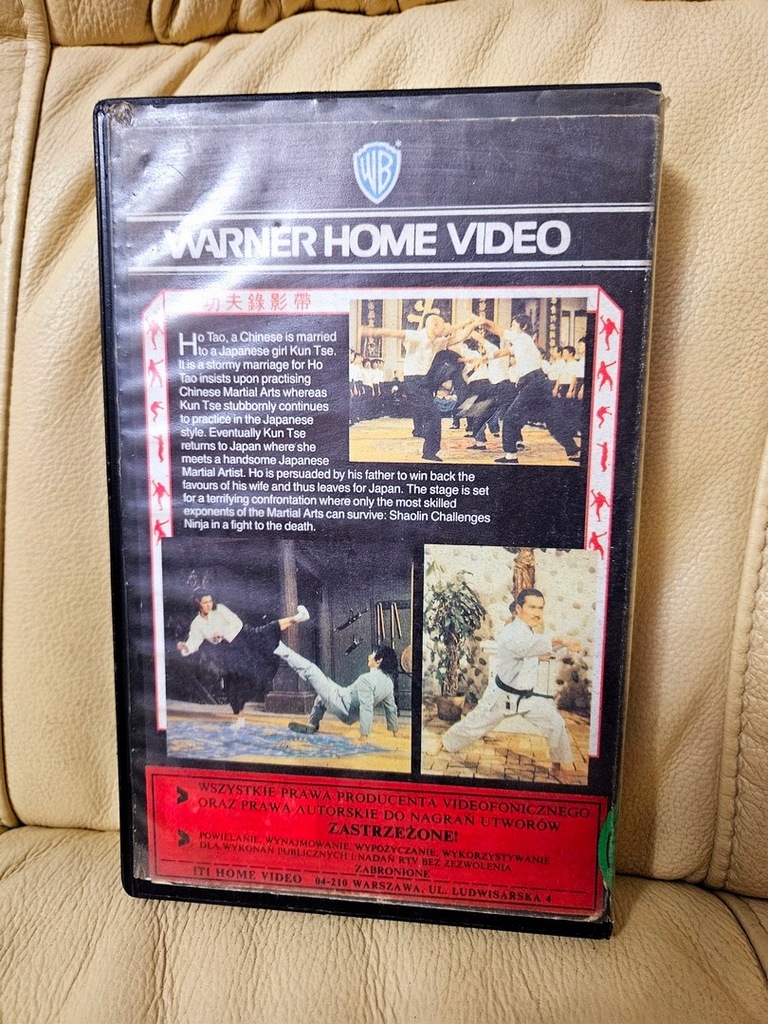 WB
WARNER HOME VIDEO
功夫錄影帶
Ho Tao, a Chinese is married
to a Japanese girl Kun Tse.
It is a stormy marriage for Ho
Tao insists upon practising
Chinese Martial Arts whereas
Kun Tse stubbornly continues
to practice in the Japanese
style. Eventually Kun Tse
returns to Japan where she
meets a handsome Japanese
Martial Artist. Ho is persuaded by his father to win back the
favours of his wife and thus leaves for Japan. The stage is set
for a terrifying confrontation where only the most skilled
exponents of the Martial Arts can survie: Shaolin Challenges
Ninja in a fight to the death.
WSZYSTKIE PRAWA PRODUCENTA VIDEOFONICZNEGO
ORAZ PRAWA AUTORSKIE DO NAGRAŃ UTWORÓW
ZASTRZEŻONE!
POWIELANIE, WYNAJMOWANIE, WYPOŻYCZANIE, WYKORZYSTYWANIE
DLA WYKONAŃ PUBLICZNYCH I NADAŃ RTV BEZ ZEZWOLENIA
ZABRONIONE
ITI HOME VIDEO 04-210 WARSZAWA, UL. LUDWISARSKA 4